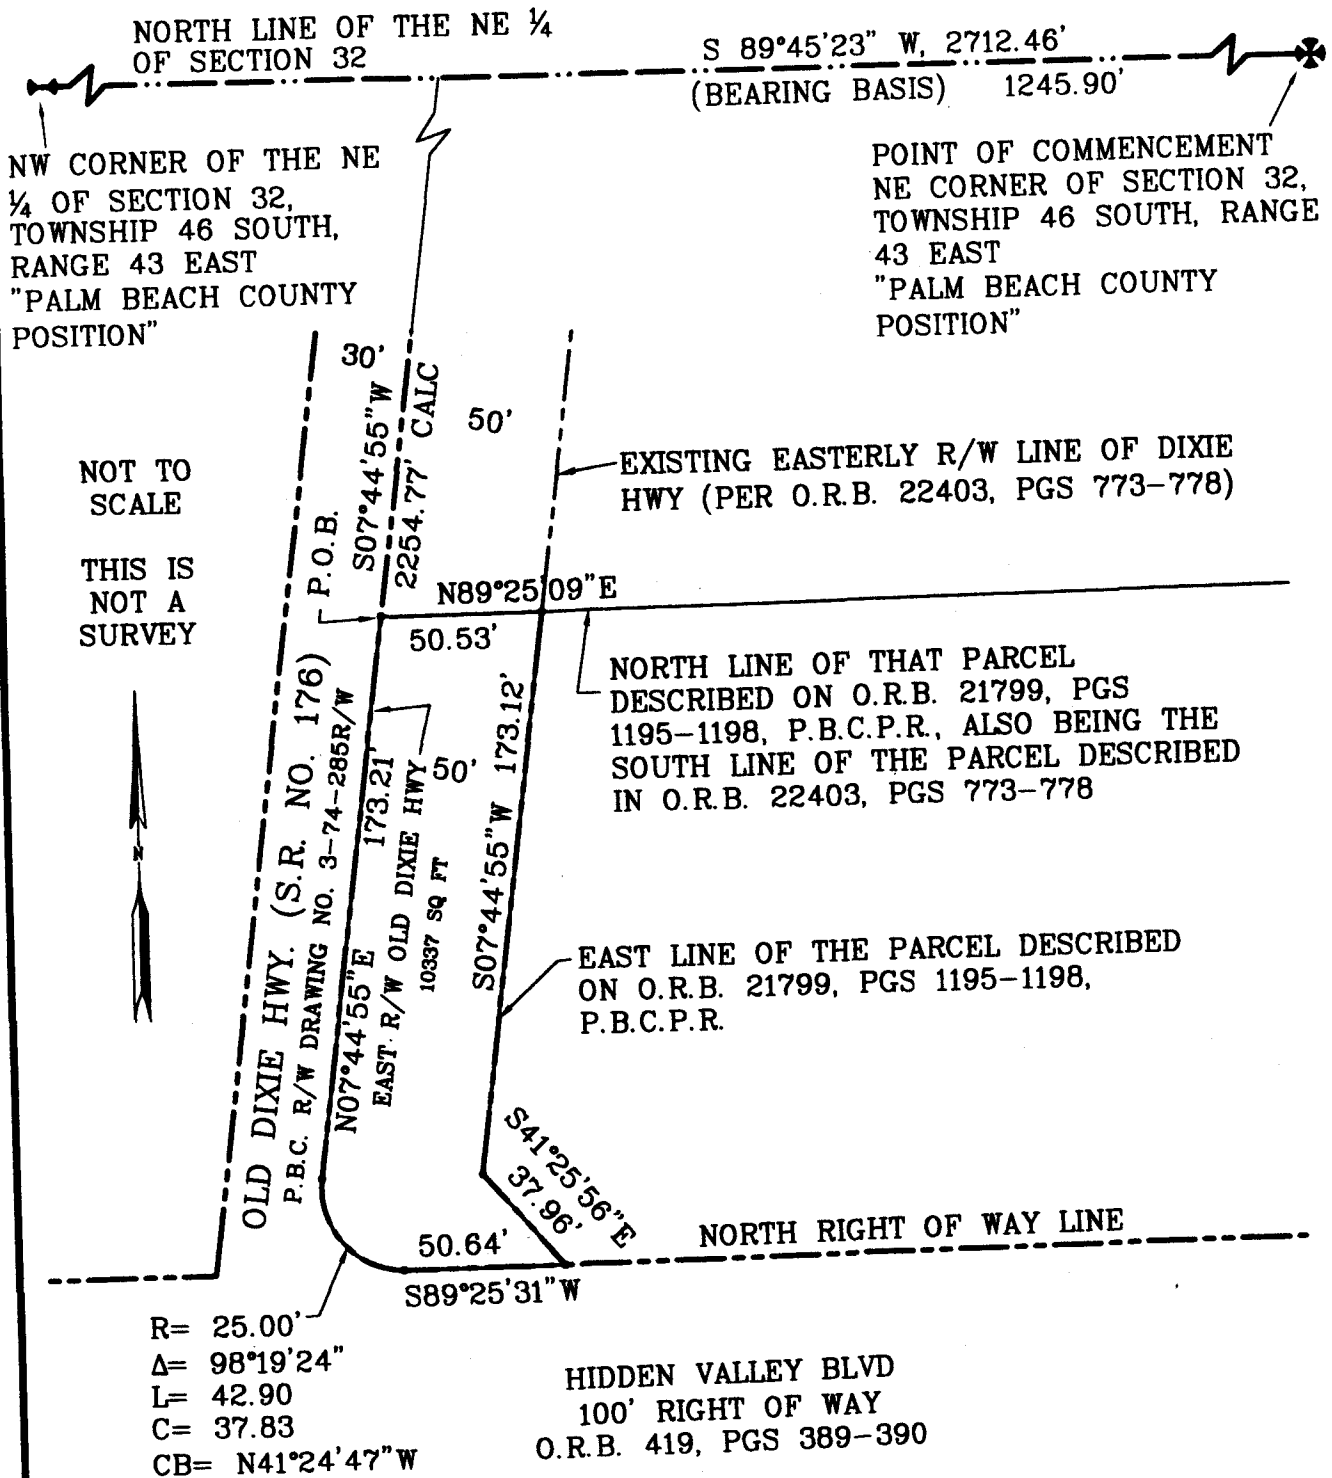 NORTH LINE OF THE NE ¼
OF SECTION 32
S 89°45'23" W, 2712.46'
(BEARING BASIS) 1245.90'
NW CORNER OF THE NE
¼ OF SECTION 32,
TOWNSHIP 46 SOUTH,
RANGE 43 EAST
"PALM BEACH COUNTY
POSITION"
POINT OF COMMENCEMENT
NE CORNER OF SECTION 32,
TOWNSHIP 46 SOUTH, RANGE
43 EAST
"PALM BEACH COUNTY
POSITION"
30'
S07°44'55"W
2254.77' CALC
50'
NOT TO
SCALE
THIS IS
NOT A
SURVEY
P.O.B.
EXISTING EASTERLY R/W LINE OF DIXIE
HWY (PER O.R.B. 22403, PGS 773-778)
N89°25'09"E
50.53'
NORTH LINE OF THAT PARCEL
DESCRIBED ON O.R.B. 21799, PGS
1195-1198, P.B.C.P.R., ALSO BEING THE
SOUTH LINE OF THE PARCEL DESCRIBED
IN O.R.B. 22403, PGS 773-778
N
OLD DIXIE HWY. (S.R. NO. 176)
P.B.C. R/W DRAWING NO. 3-74-285R/W
N07°44'55"E 173.21'
EAST R/W OLD DIXIE HWY
50'
10337 SQ FT
S07°44'55"W 173.12'
EAST LINE OF THE PARCEL DESCRIBED
ON O.R.B. 21799, PGS 1195-1198,
P.B.C.P.R.
S41°25'56"E
37.96'
50.64'
S89°25'31"W
NORTH RIGHT OF WAY LINE
R= 25.00'
Δ= 98°19'24"
L= 42.90
C= 37.83
CB= N41°24'47"W
HIDDEN VALLEY BLVD
100' RIGHT OF WAY
O.R.B. 419, PGS 389-390